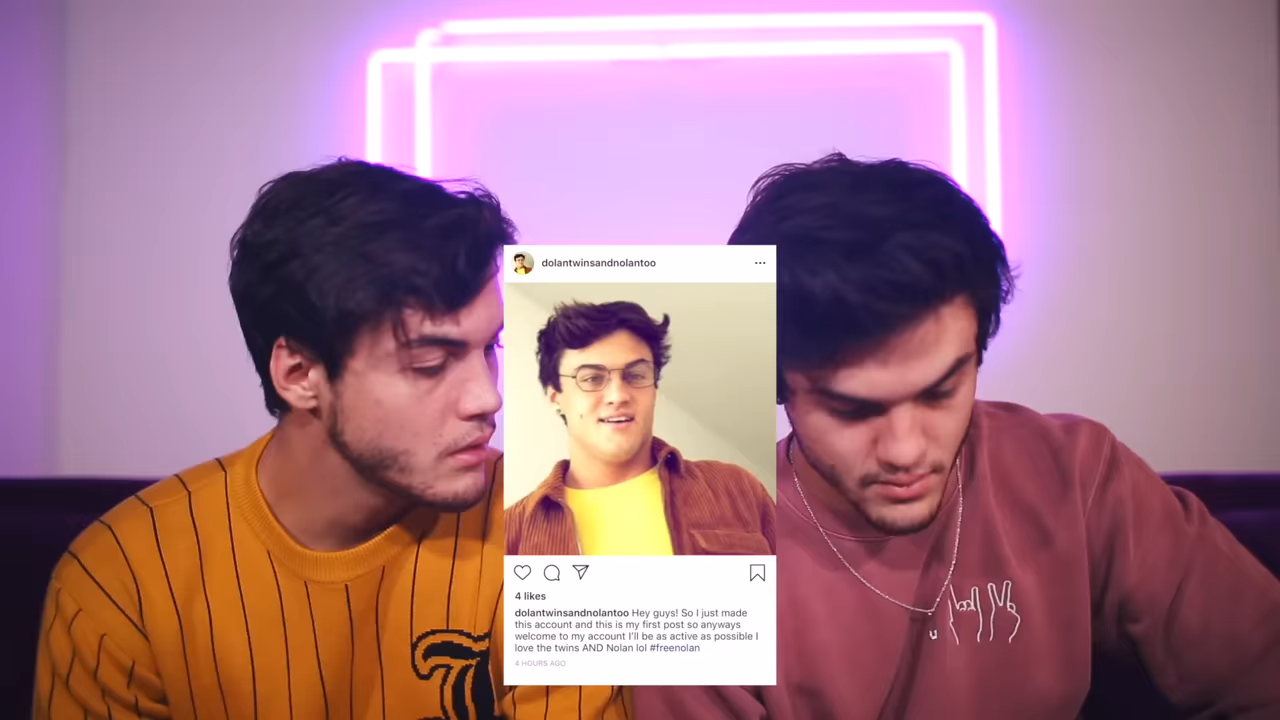 dolantwinsandnolantoo
4 likes
dolantwinsandnolantoo Hey guys! So I just made
this account and this is my first post so anyways
welcome to my account I'll be as active as possible I
love the twins AND Nolan lol #freenolan
4 HOURS AGO